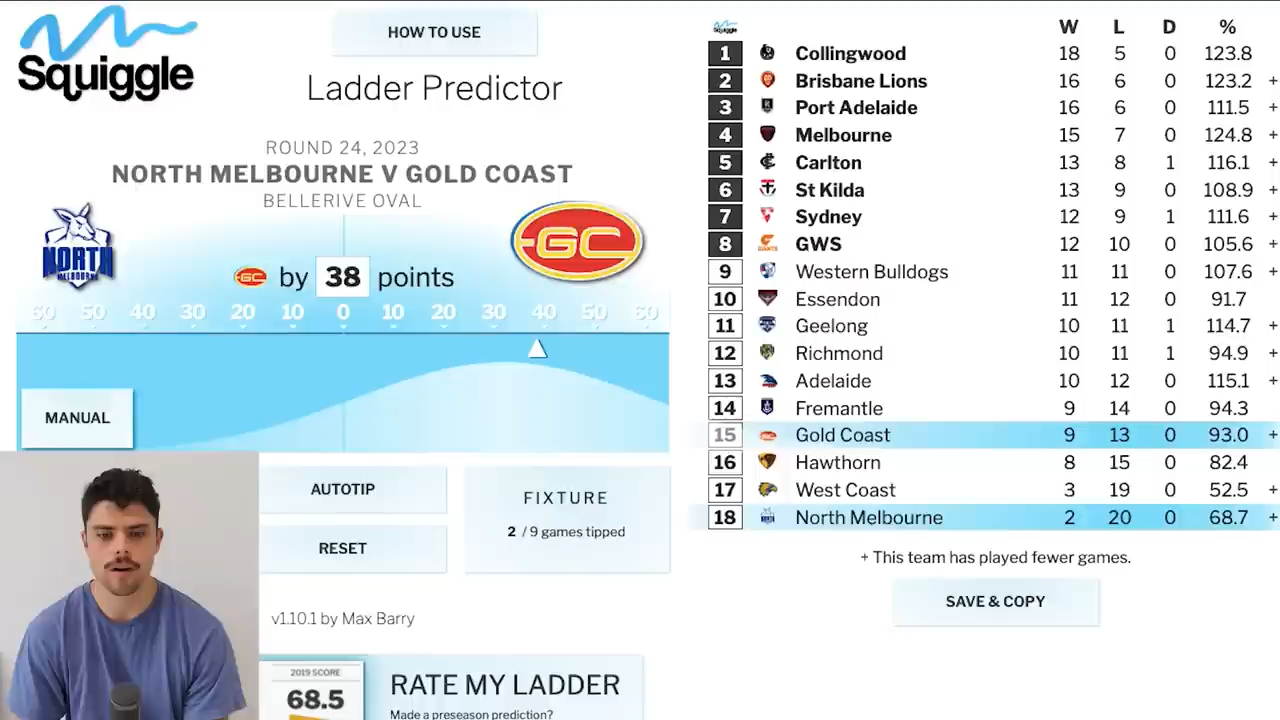 Squiggle
HOW TO USE
Ladder Predictor
ROUND 24, 2023
NORTH MELBOURNE V GOLD COAST
BELLERIVE OVAL
NORTH
MELBOURNE
GC
GC by 38 points
60 50 40 30 20 10 0 10 20 30 40 50 60
MANUAL
AUTOTIP
RESET
FIXTURE
2 / 9 games tipped
v1.10.1 by Max Barry
2019 SCORE
68.5
RATE MY LADDER
Made a preseason prediction?
Squiggle W L D %
1 Collingwood 18 5 0 123.8
2 Brisbane Lions 16 6 0 123.2 +
3 Port Adelaide 16 6 0 111.5 +
4 Melbourne 15 7 0 124.8 +
5 Carlton 13 8 1 116.1 +
6 St Kilda 13 9 0 108.9 +
7 Sydney 12 9 1 111.6 +
8 GWS 12 10 0 105.6 +
9 Western Bulldogs 11 11 0 107.6 +
10 Essendon 11 12 0 91.7
11 Geelong 10 11 1 114.7 +
12 Richmond 10 11 1 94.9 +
13 Adelaide 10 12 0 115.1 +
14 Fremantle 9 14 0 94.3
15 Gold Coast 9 13 0 93.0 +
16 Hawthorn 8 15 0 82.4
17 West Coast 3 19 0 52.5 +
18 North Melbourne 2 20 0 68.7 +
+ This team has played fewer games.
SAVE & COPY